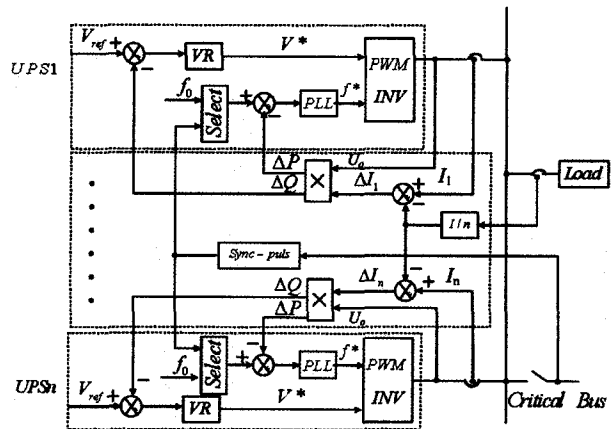 V_ref + − VR V* PWM INV
UPS1
f_0 Select + − PLL f*
ΔP U_o
ΔQ × ΔI_1 + − I_1
Load
1/n
Sync-puls
ΔQ × ΔI_n − + I_n
ΔP U_o
Select + − PLL f* PWM INV
f_0
UPSn V_ref + − VR V*
Critical Bus